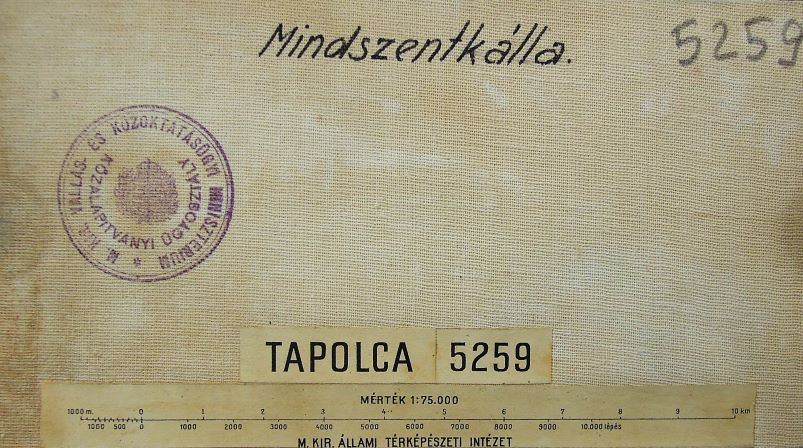 Mindszentkálla.
5259
M. KIR. VALLÁS- ÉS KÖZOKTATÁSÜGYI MINISZTERIUM *
KÖZALAPÍTVÁNYI ÜGYOSZTÁLY
TAPOLCA 5259
MÉRTÉK 1:75.000
1000 m. 0 1 2 3 4 5 6 7 8 9 10 km
1000 500 0 1000 2000 3000 4000 5000 6000 7000 8000 9000 10.000 lépés
M. KIR. ÁLLAMI TÉRKÉPÉSZETI INTÉZET